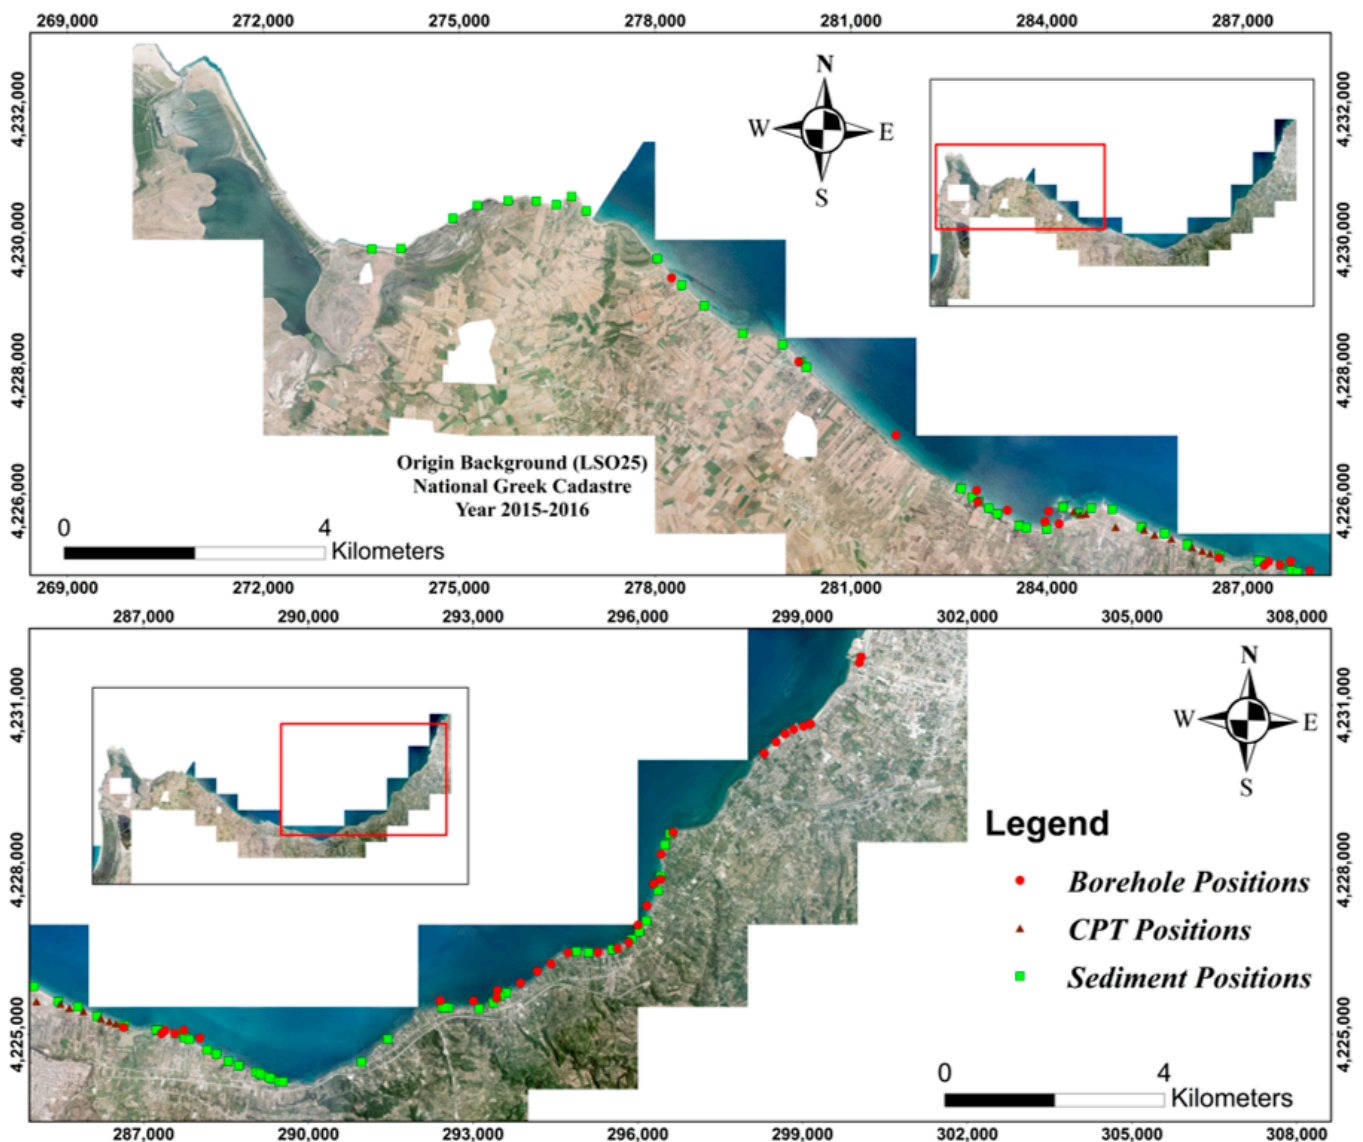 269,000 272,000 275,000 278,000 281,000 284,000 287,000
4,232,000
4,230,000
4,228,000
4,226,000
N
W E
S
4,232,000
4,230,000
4,228,000
4,226,000
Origin Background (LSO25)
National Greek Cadastre
Year 2015-2016
0 4
Kilometers
269,000 272,000 275,000 278,000 281,000 284,000 287,000
287,000 290,000 293,000 296,000 299,000 302,000 305,000 308,000
4,231,000
4,228,000
4,225,000
N
W E
S
4,231,000
4,228,000
4,225,000
Legend
Borehole Positions
CPT Positions
Sediment Positions
0 4
Kilometers
287,000 290,000 293,000 296,000 299,000 302,000 305,000 308,000